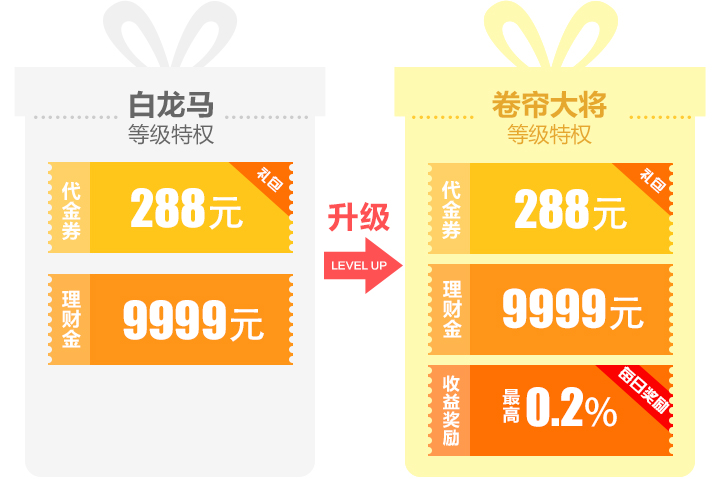 白龙马
等级特权
代金券
288元
礼包
理财金
9999元
升级
LEVEL UP
卷帘大将
等级特权
代金券
288元
礼包
理财金
9999元
收益奖励
最高0.2%
每日奖励